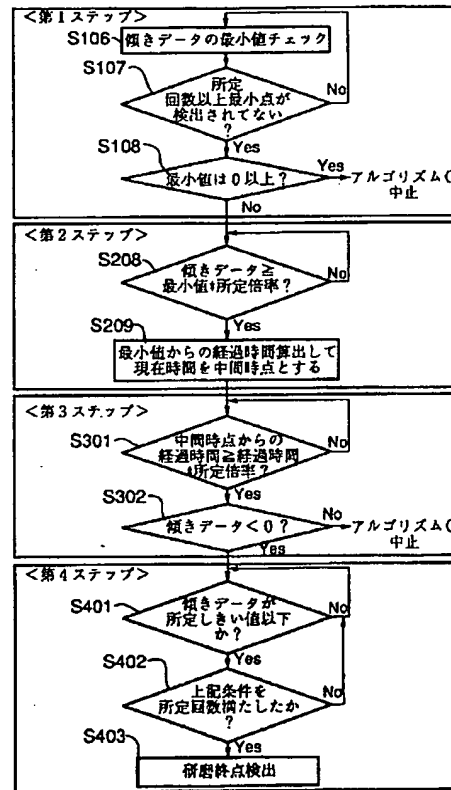 <第1ステップ>
S106
傾きデータの最小値チェック
S107
所定
回数以上最小点が
検出されてない
?
No
Yes
S108
最小値は0以上?
Yes
アルゴリズム(
中止
No
<第2ステップ>
S208
傾きデータ≧
最小値*所定倍率?
No
Yes
S209
最小値からの経過時間算出して
現在時間を中間時点とする
<第3ステップ>
S301
中間時点からの
経過時間≧経過時間
*所定倍率?
No
Yes
S302
傾きデータ<0?
No
アルゴリズム(
中止
Yes
<第4ステップ>
S401
傾きデータが
所定しきい値以下
か?
No
Yes
S402
上記条件を
所定回数満たしたか
?
No
Yes
S403
研磨終点検出